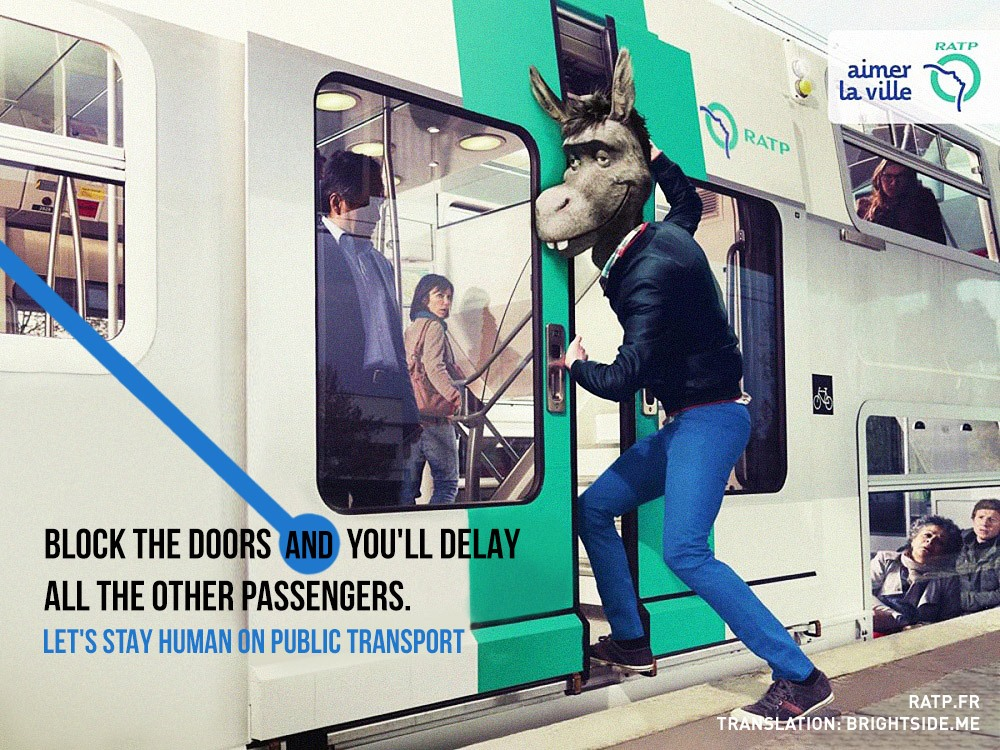 RATP
aimer
la ville
RATP
BLOCK THE DOORS AND YOU'LL DELAY
ALL THE OTHER PASSENGERS.
LET'S STAY HUMAN ON PUBLIC TRANSPORT
RATP.FR
TRANSLATION: BRIGHTSIDE.ME